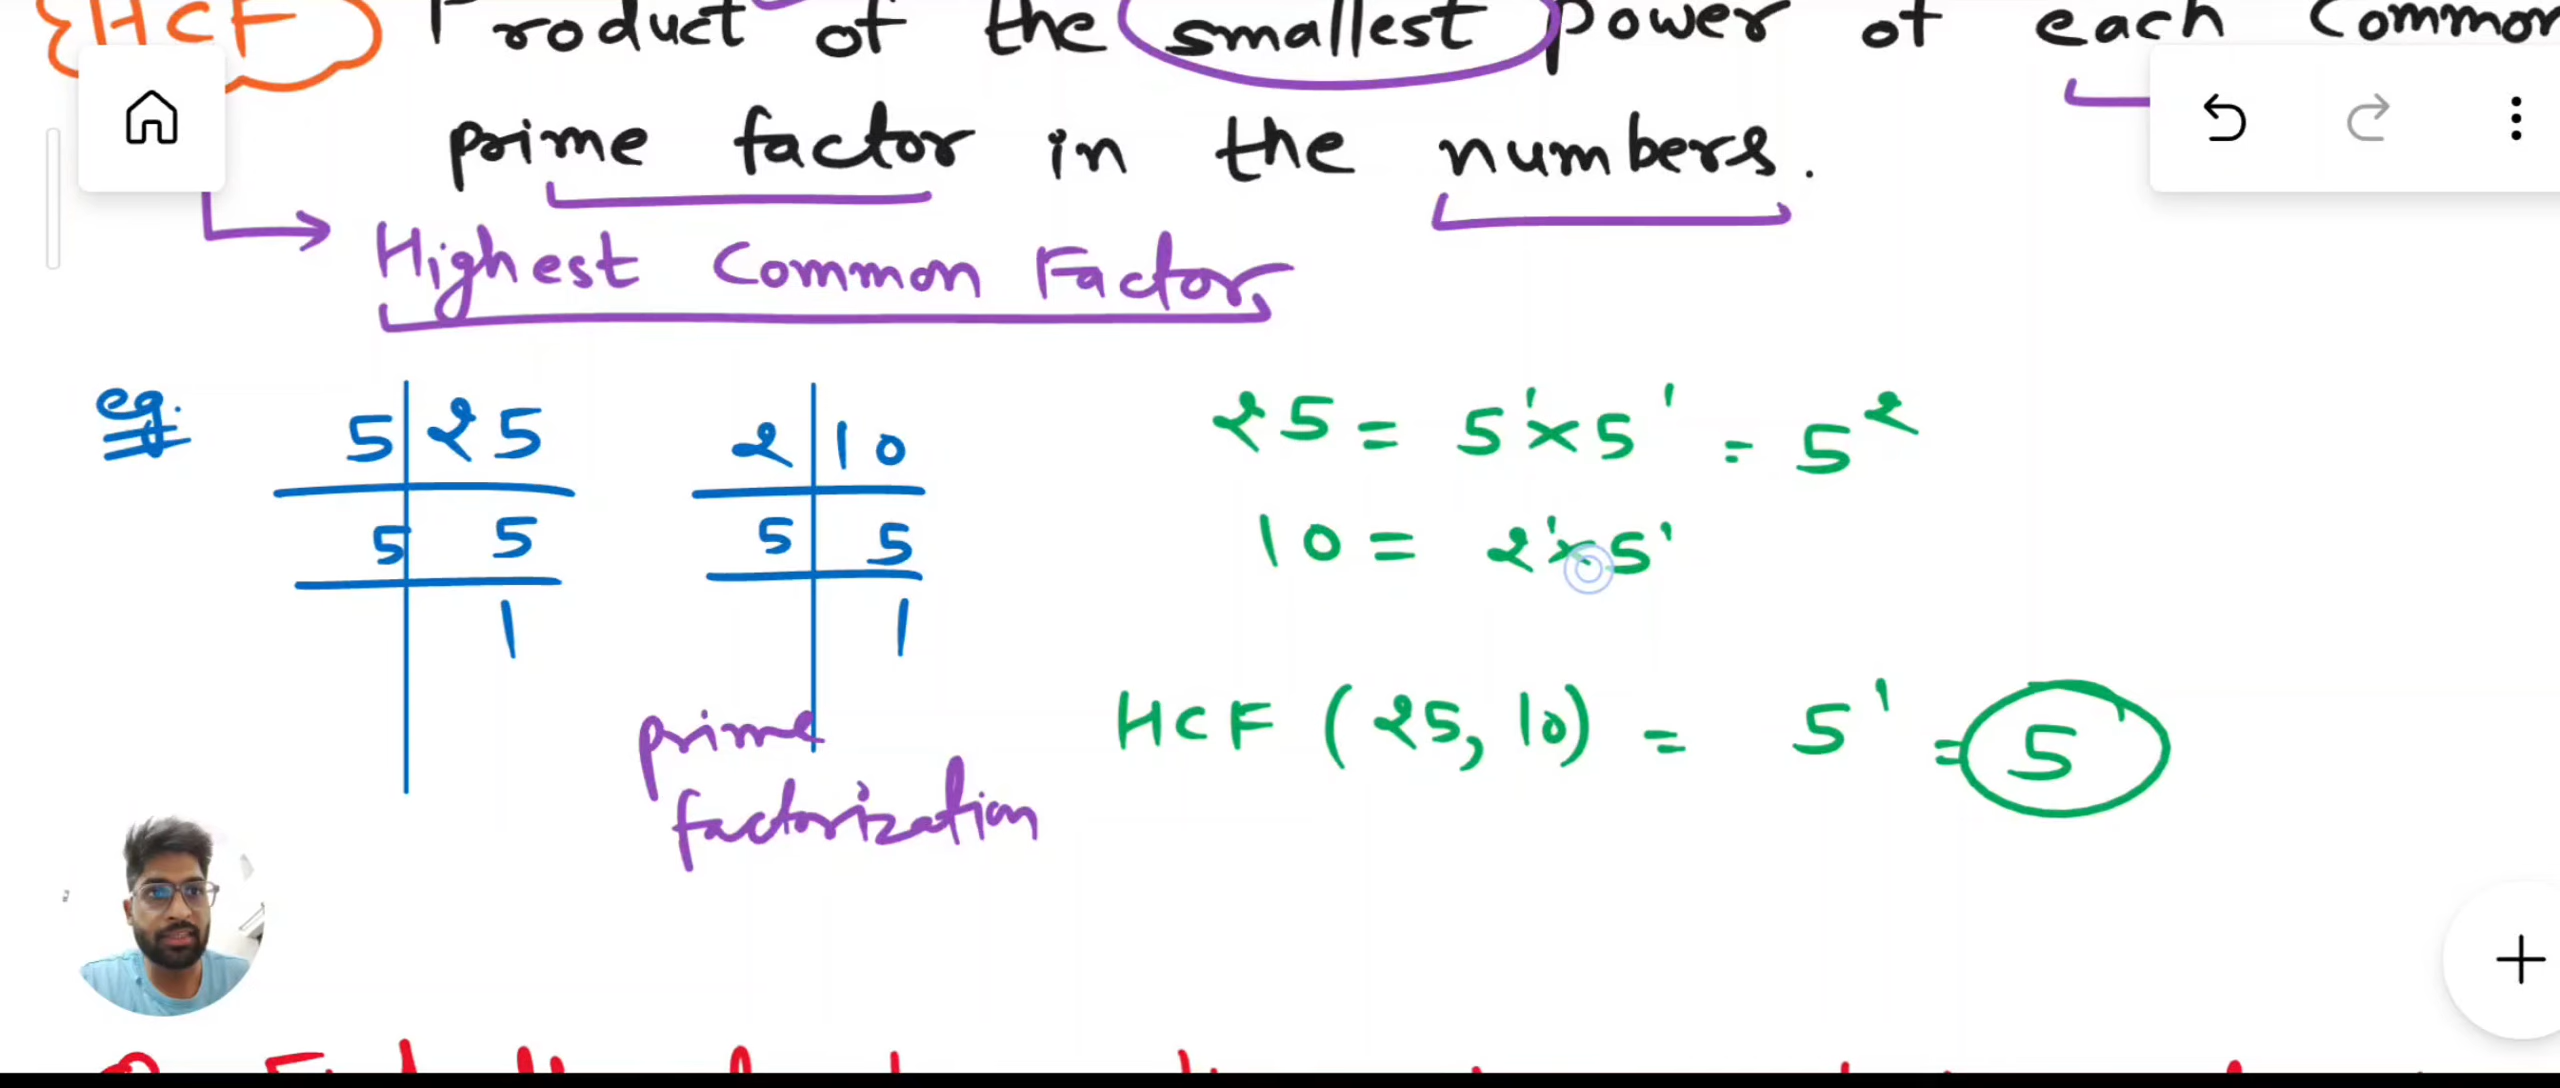 HCF Product of the smallest power of each common
prime factor in the numbers.
Highest Common Factor
eg.
5 | 25
5 | 5
1
2 | 10
5 | 5
1
prime
factorization
25 = 5¹ × 5¹ = 5²
10 = 2¹ × 5¹
HCF (25, 10) = 5¹ = 5